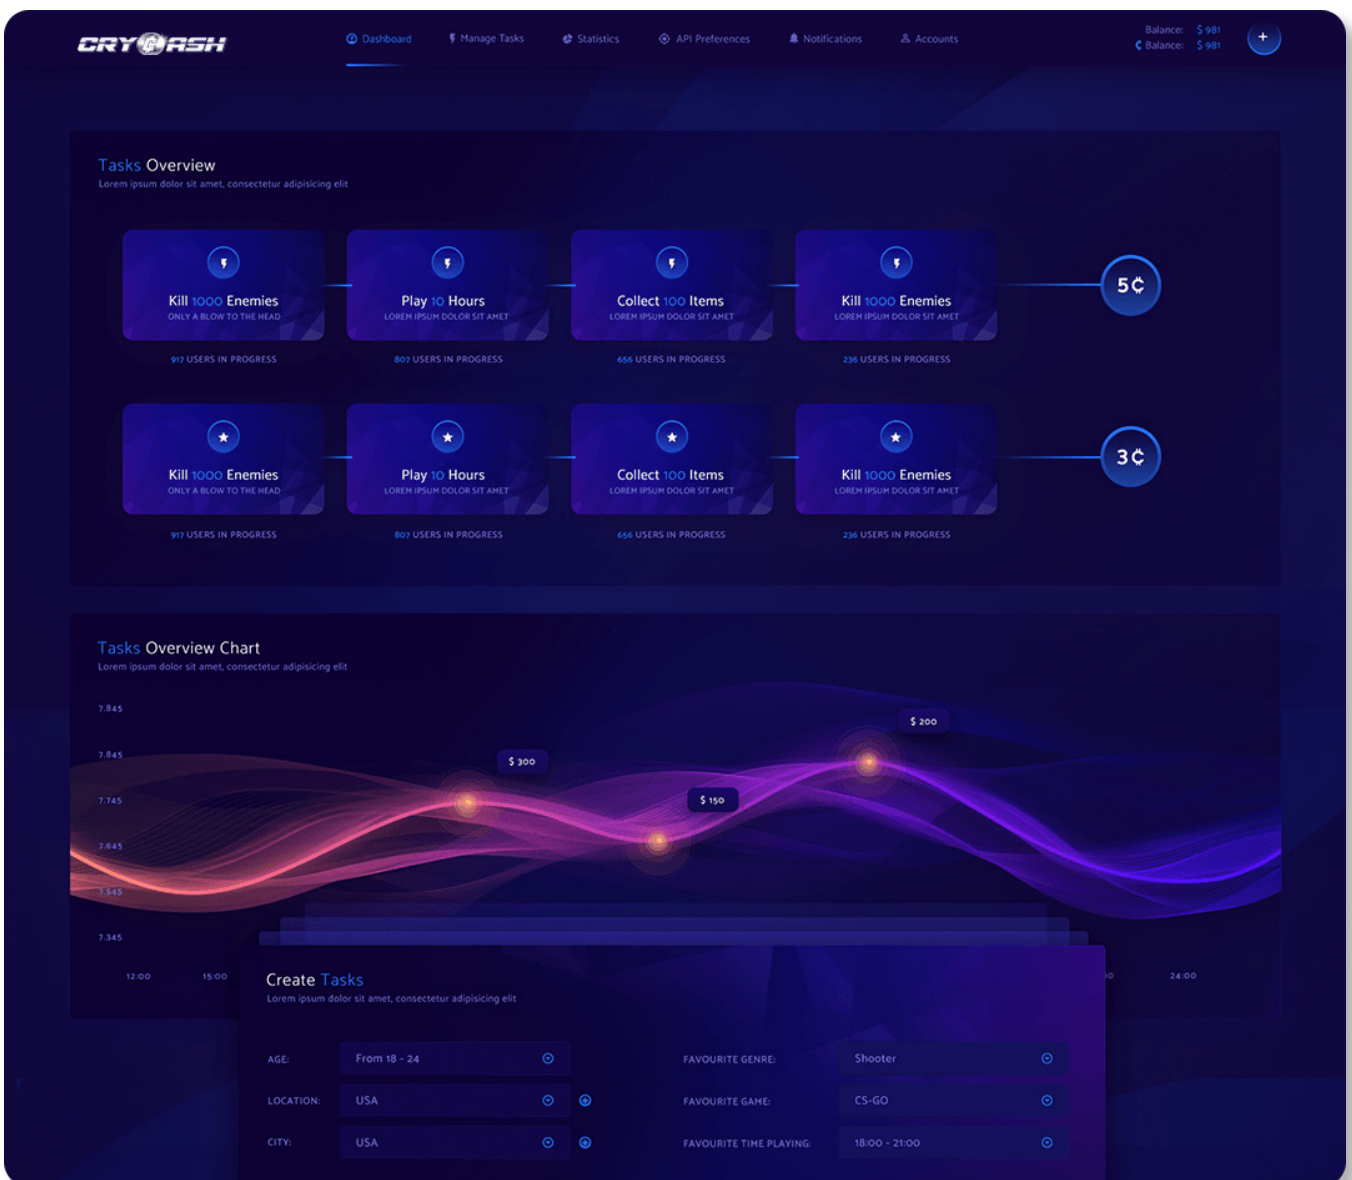 CRYCASH
Dashboard
Manage Tasks
Statistics
API Preferences
Notifications
Accounts
Balance: $ 981
₵ Balance: $ 981
+
Tasks Overview
Lorem ipsum dolor sit amet, consectetur adipisicing elit
Kill 1000 Enemies
ONLY A BLOW TO THE HEAD
917 USERS IN PROGRESS
Play 10 Hours
LOREM IPSUM DOLOR SIT AMET
807 USERS IN PROGRESS
Collect 100 Items
LOREM IPSUM DOLOR SIT AMET
656 USERS IN PROGRESS
Kill 1000 Enemies
LOREM IPSUM DOLOR SIT AMET
236 USERS IN PROGRESS
5₵
Kill 1000 Enemies
ONLY A BLOW TO THE HEAD
917 USERS IN PROGRESS
Play 10 Hours
LOREM IPSUM DOLOR SIT AMET
807 USERS IN PROGRESS
Collect 100 Items
LOREM IPSUM DOLOR SIT AMET
656 USERS IN PROGRESS
Kill 1000 Enemies
LOREM IPSUM DOLOR SIT AMET
236 USERS IN PROGRESS
3₵
Tasks Overview Chart
Lorem ipsum dolor sit amet, consectetur adipisicing elit
7.845
7.845
7.745
7.645
7.545
7.345
$ 300
$ 150
$ 200
12:00
15:00
24:00
Create Tasks
Lorem ipsum dolor sit amet, consectetur adipisicing elit
AGE: From 18 - 24
LOCATION: USA
CITY: USA
FAVOURITE GENRE: Shooter
FAVOURITE GAME: CS-GO
FAVOURITE TIME PLAYING: 18:00 - 21:00